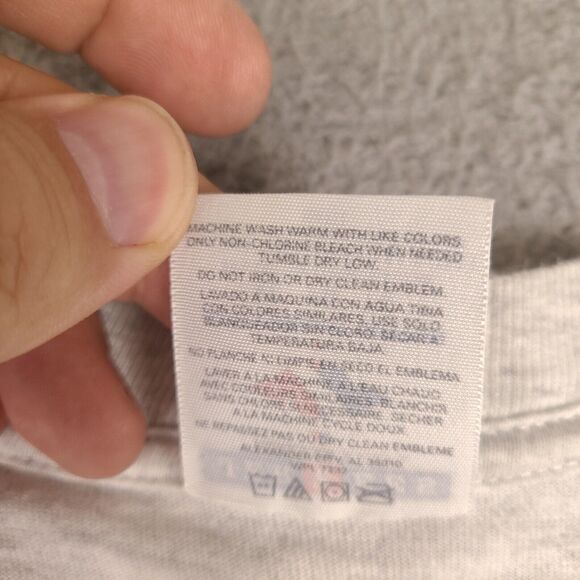 MACHINE WASH WARM WITH LIKE COLORS
ONLY NON-CHLORINE BLEACH WHEN NEEDED
TUMBLE DRY LOW.
DO NOT IRON OR DRY CLEAN EMBLEM
LAVADO A MAQUINA CON AGUA TIBIA
CON COLORES SIMILARES. USE SOLO
BLANQUEADOR SIN CLORO. SECAR A
TEMPERATURA BAJA.
NO PLANCHE NI LIMPIE EN SECO EL EMBLEMA
LAVER A LA MACHINE A L'EAU CHAUD
AVEC COULEURS SIMILAIRES BLANCHIR
SANS CHLORE SI NECESSAIRE SECHER
A LA MACHINE CYCLE DOUX
NE REPASSEZ PAS OU DRY CLEAN EMBLEME
ALEXANDER CITY, AL 35010
WPL 7337